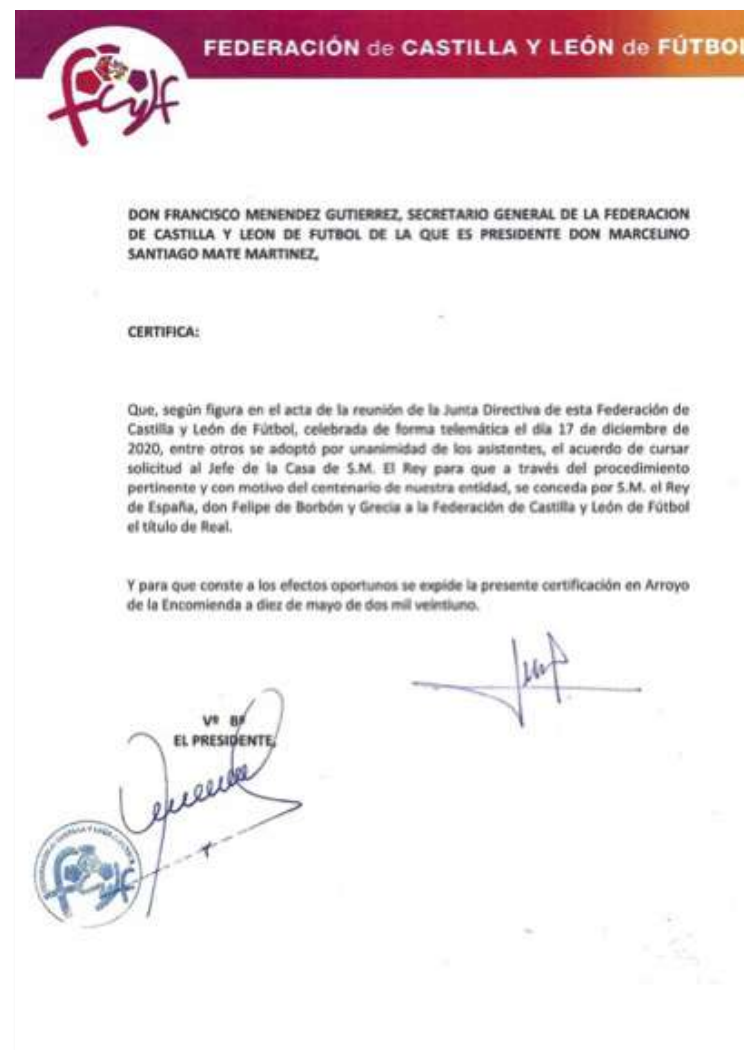 FEDERACIÓN de CASTILLA Y LEÓN de FÚTBOL
fcylf
DON FRANCISCO MENENDEZ GUTIERREZ, SECRETARIO GENERAL DE LA FEDERACION
DE CASTILLA Y LEON DE FUTBOL DE LA QUE ES PRESIDENTE DON MARCELINO
SANTIAGO MATE MARTINEZ,
CERTIFICA:
Que, según figura en el acta de la reunión de la Junta Directiva de esta Federación de
Castilla y León de Fútbol, celebrada de forma telemática el día 17 de diciembre de
2020, entre otros se adoptó por unanimidad de los asistentes, el acuerdo de cursar
solicitud al Jefe de la Casa de S.M. El Rey para que a través del procedimiento
pertinente y con motivo del centenario de nuestra entidad, se conceda por S.M. el Rey
de España, don Felipe de Borbón y Grecia a la Federación de Castilla y León de Fútbol
el título de Real.
Y para que conste a los efectos oportunos se expide la presente certificación en Arroyo
de la Encomienda a diez de mayo de dos mil veintiuno.
Vº Bº
EL PRESIDENTE,
fcylf